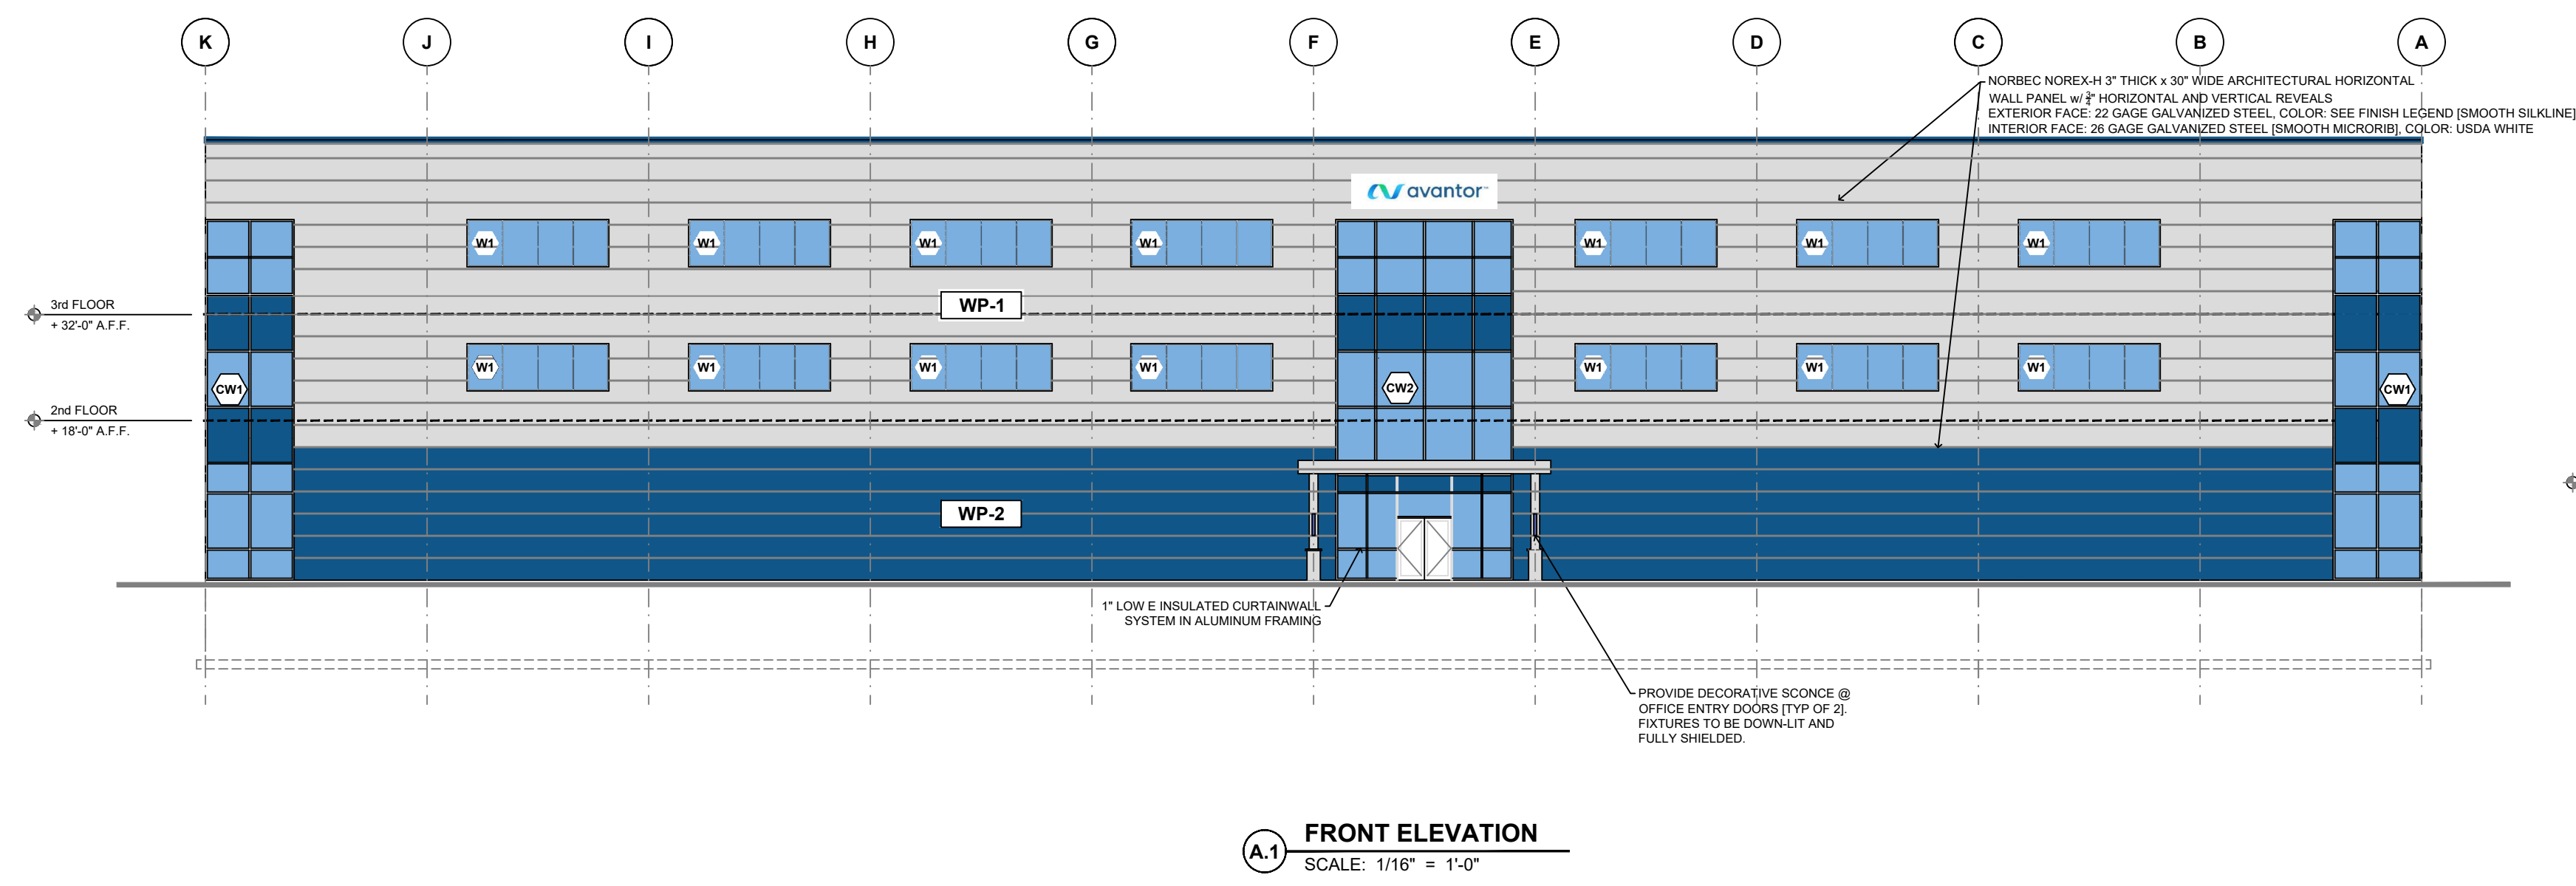 K J I H G F E D C B A
NORBEC NOREX-H 3" THICK x 30" WIDE ARCHITECTURAL HORIZONTAL
WALL PANEL w/ 3/4" HORIZONTAL AND VERTICAL REVEALS
EXTERIOR FACE: 22 GAGE GALVANIZED STEEL, COLOR: SEE FINISH LEGEND [SMOOTH SILKLINE]
INTERIOR FACE: 26 GAGE GALVANIZED STEEL [SMOOTH MICRORIB], COLOR: USDA WHITE
avantor™
W1 W1 W1 W1 W1 W1 W1
3rd FLOOR
+ 32'-0" A.F.F.
WP-1
W1 W1 W1 W1 W1 W1 W1
CW1 CW2 CW1
2nd FLOOR
+ 18'-0" A.F.F.
WP-2
1" LOW E INSULATED CURTAINWALL
SYSTEM IN ALUMINUM FRAMING
PROVIDE DECORATIVE SCONCE @
OFFICE ENTRY DOORS [TYP OF 2].
FIXTURES TO BE DOWN-LIT AND
FULLY SHIELDED.
A.1 FRONT ELEVATION
SCALE: 1/16" = 1'-0"